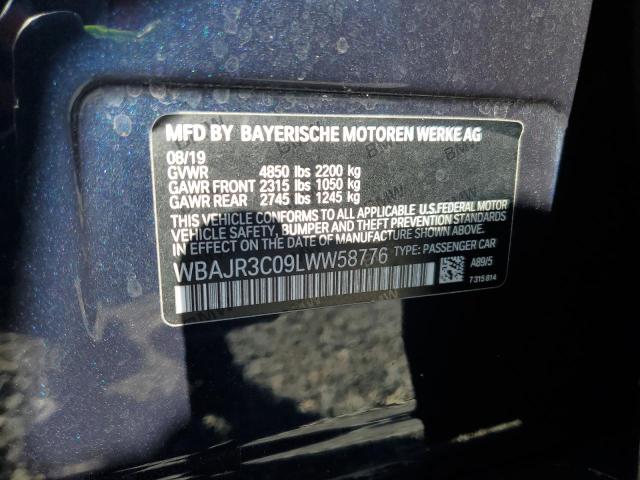 MFD BY BAYERISCHE MOTOREN WERKE AG
08/19
GVWR 4850 lbs 2200 kg
GAWR FRONT 2315 lbs 1050 kg
GAWR REAR 2745 lbs 1245 kg
THIS VEHICLE CONFORMS TO ALL APPLICABLE U.S.FEDERAL MOTOR
VEHICLE SAFETY, BUMPER AND THEFT PREVENTION STANDARDS
IN EFFECT ON THE DATE OF MANUFACTURE SHOWN ABOVE.
WBAJR3C09LWW58776 TYPE: PASSENGER CAR
A89/5
7 315 814